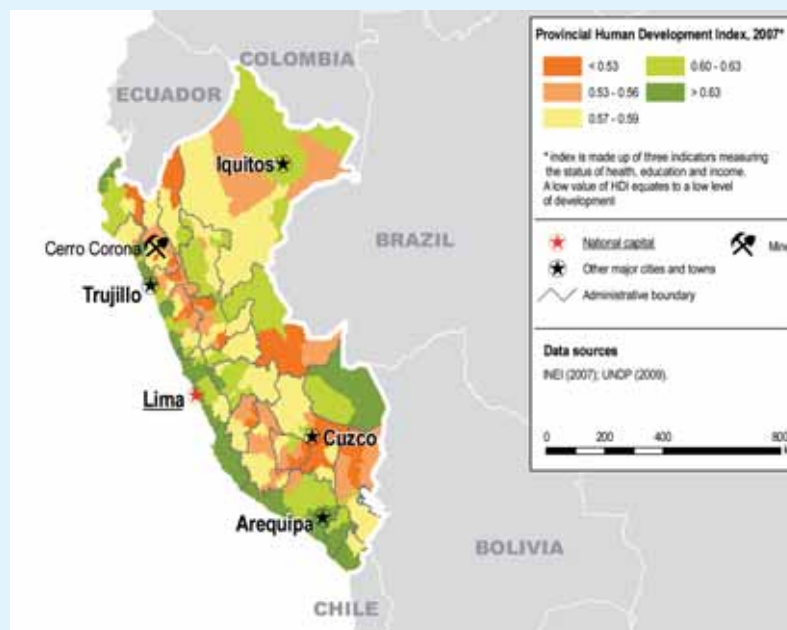 COLOMBIA
ECUADOR
Iquitos
BRAZIL
Cerro Corona
Trujillo
Lima
Cuzco
Arequipa
BOLIVIA
CHILE
Provincial Human Development Index, 2007*
< 0.53
0.60 - 0.63
0.53 - 0.56
> 0.63
0.57 - 0.59
* index is made up of three indicators measuring
the status of health, education and income.
A low value of HDI equates to a low level
of development
National capital
Mine
Other major cities and towns
Administrative boundary
Data sources
INEI (2007); UNDP (2009).
0 200 400 800